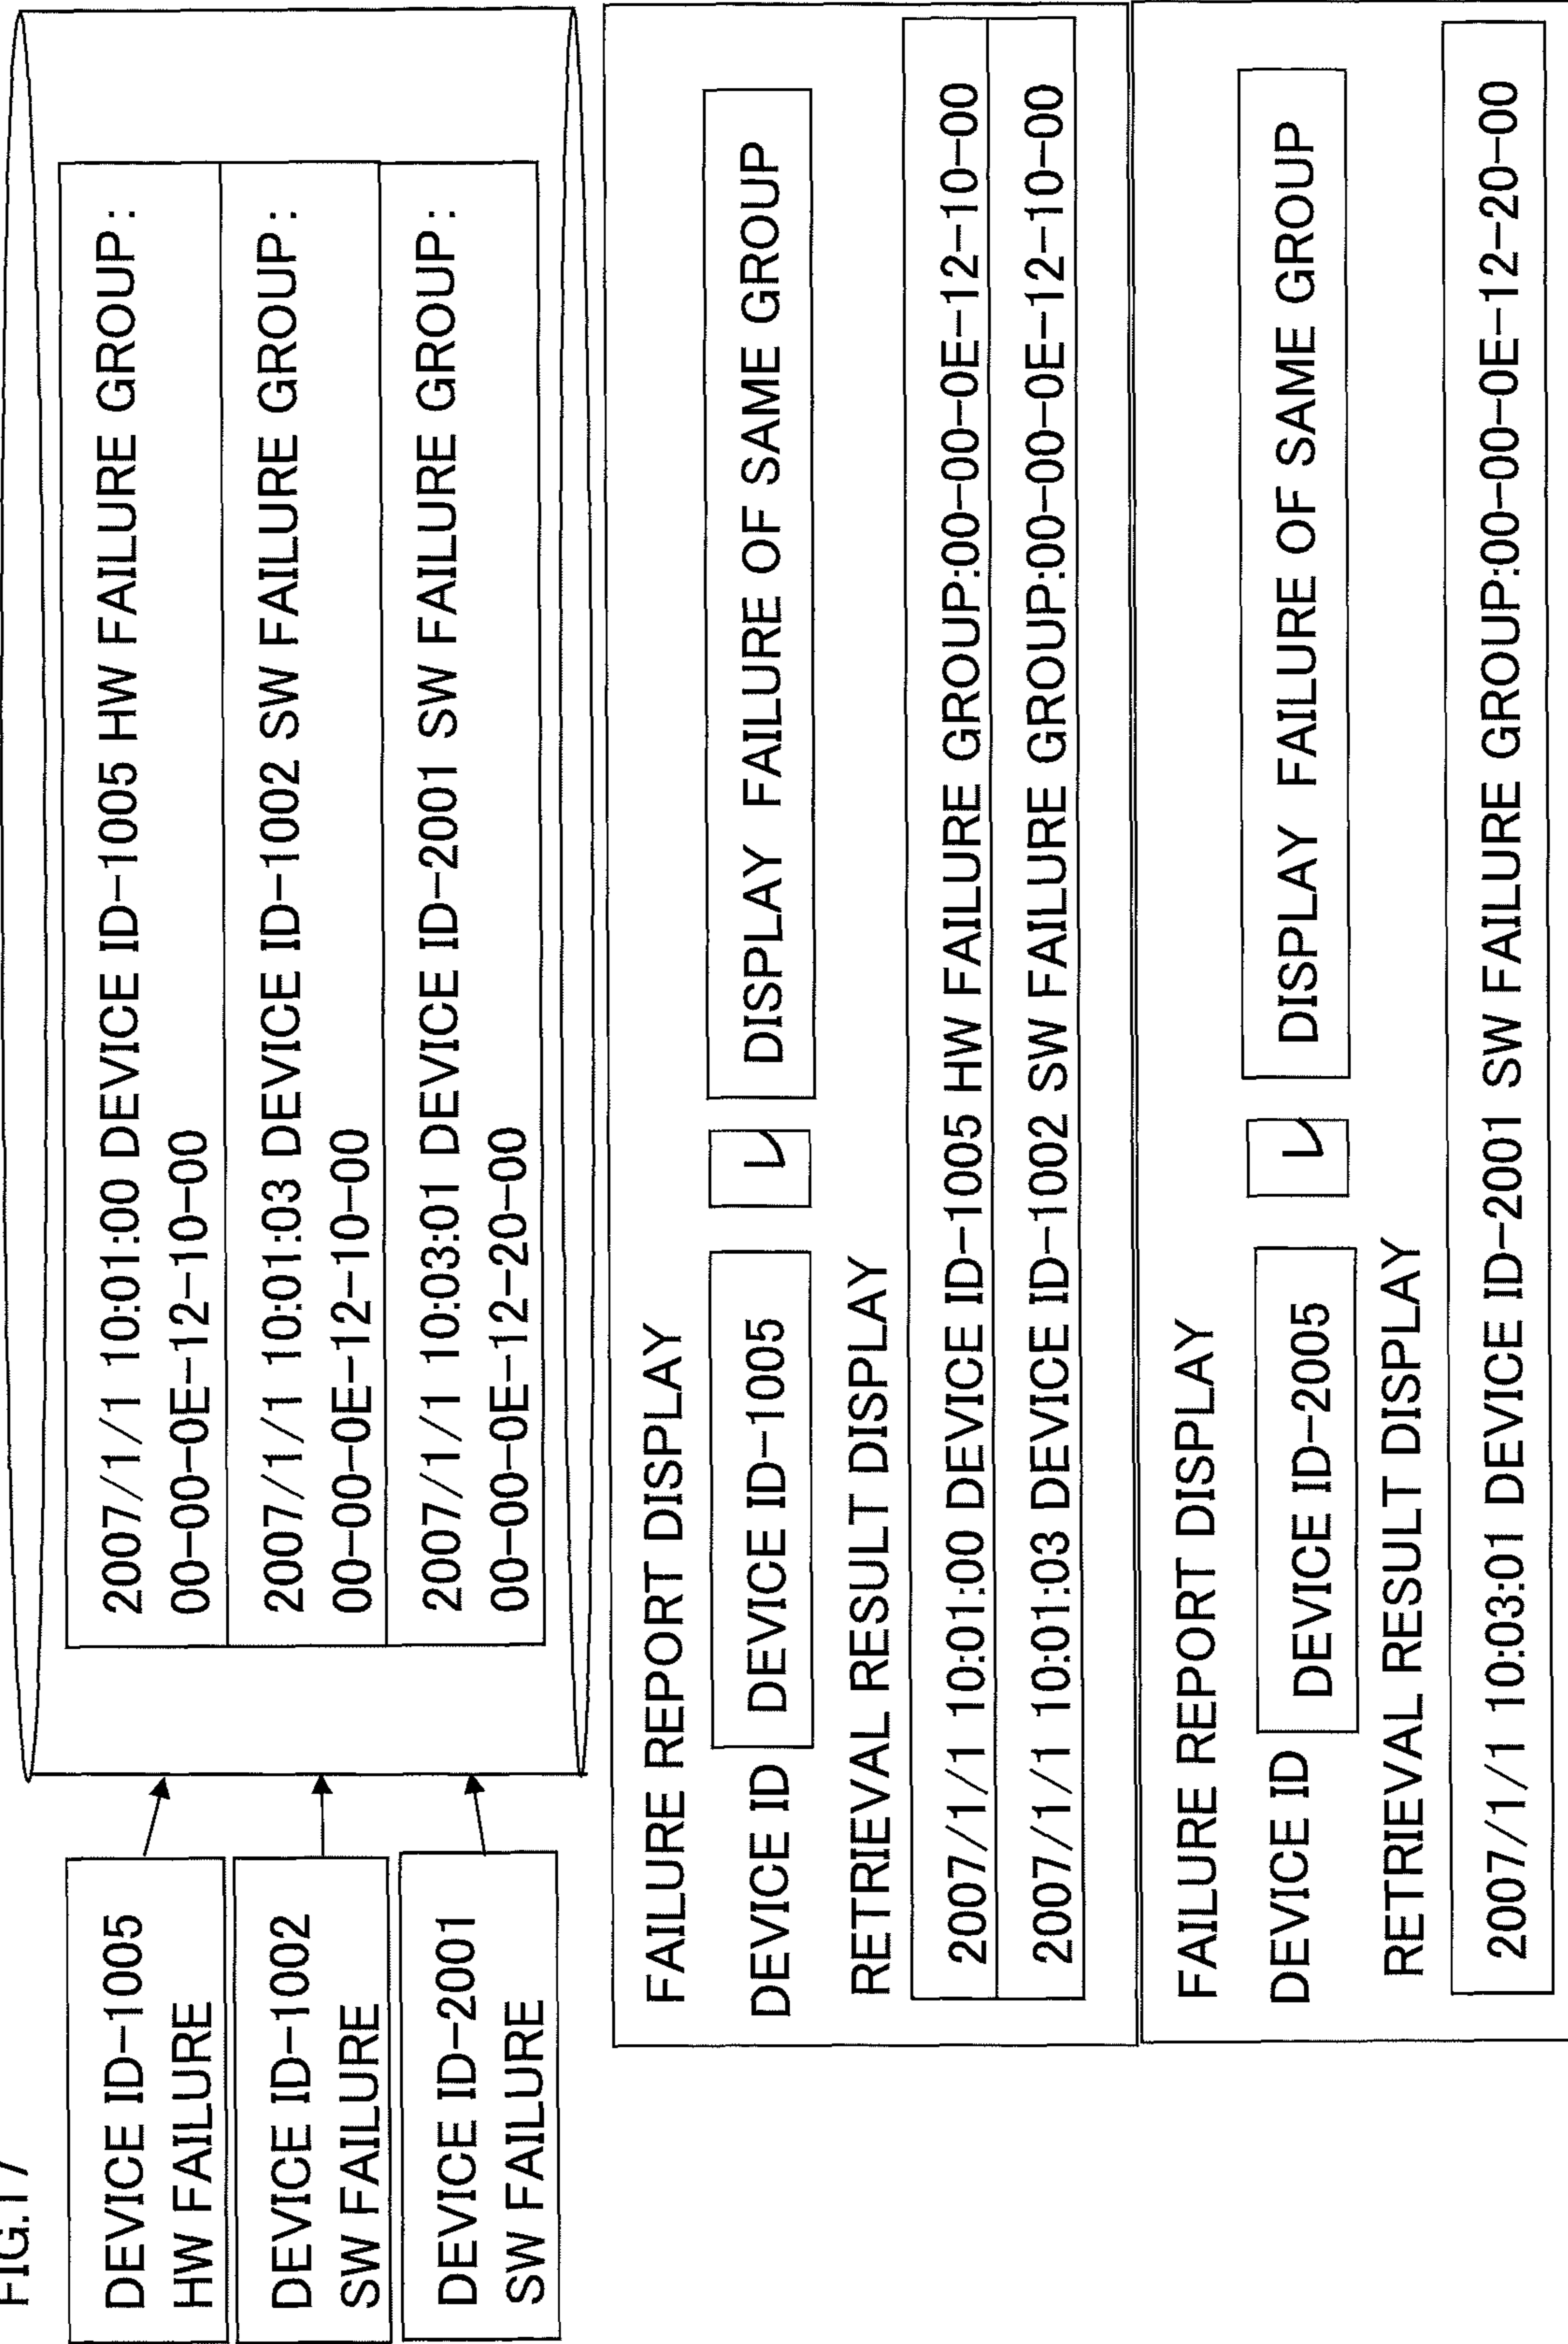 FIG.17
DEVICE ID-1005
HW FAILURE
DEVICE ID-1002
SW FAILURE
DEVICE ID-2001
SW FAILURE
2007/1/1 10:01:00 DEVICE ID-1005 HW FAILURE GROUP:
00-00-0E-12-10-00
2007/1/1 10:01:03 DEVICE ID-1002 SW FAILURE GROUP:
00-00-0E-12-10-00
2007/1/1 10:03:01 DEVICE ID-2001 SW FAILURE GROUP:
00-00-0E-12-20-00
FAILURE REPORT DISPLAY
DEVICE ID DEVICE ID-1005 DISPLAY FAILURE OF SAME GROUP
RETRIEVAL RESULT DISPLAY
2007/1/1 10:01:00 DEVICE ID-1005 HW FAILURE GROUP:00-00-0E-12-10-00
2007/1/1 10:01:03 DEVICE ID-1002 SW FAILURE GROUP:00-00-0E-12-10-00
FAILURE REPORT DISPLAY
DEVICE ID DEVICE ID-2005 DISPLAY FAILURE OF SAME GROUP
RETRIEVAL RESULT DISPLAY
2007/1/1 10:03:01 DEVICE ID-2001 SW FAILURE GROUP:00-00-0E-12-20-00